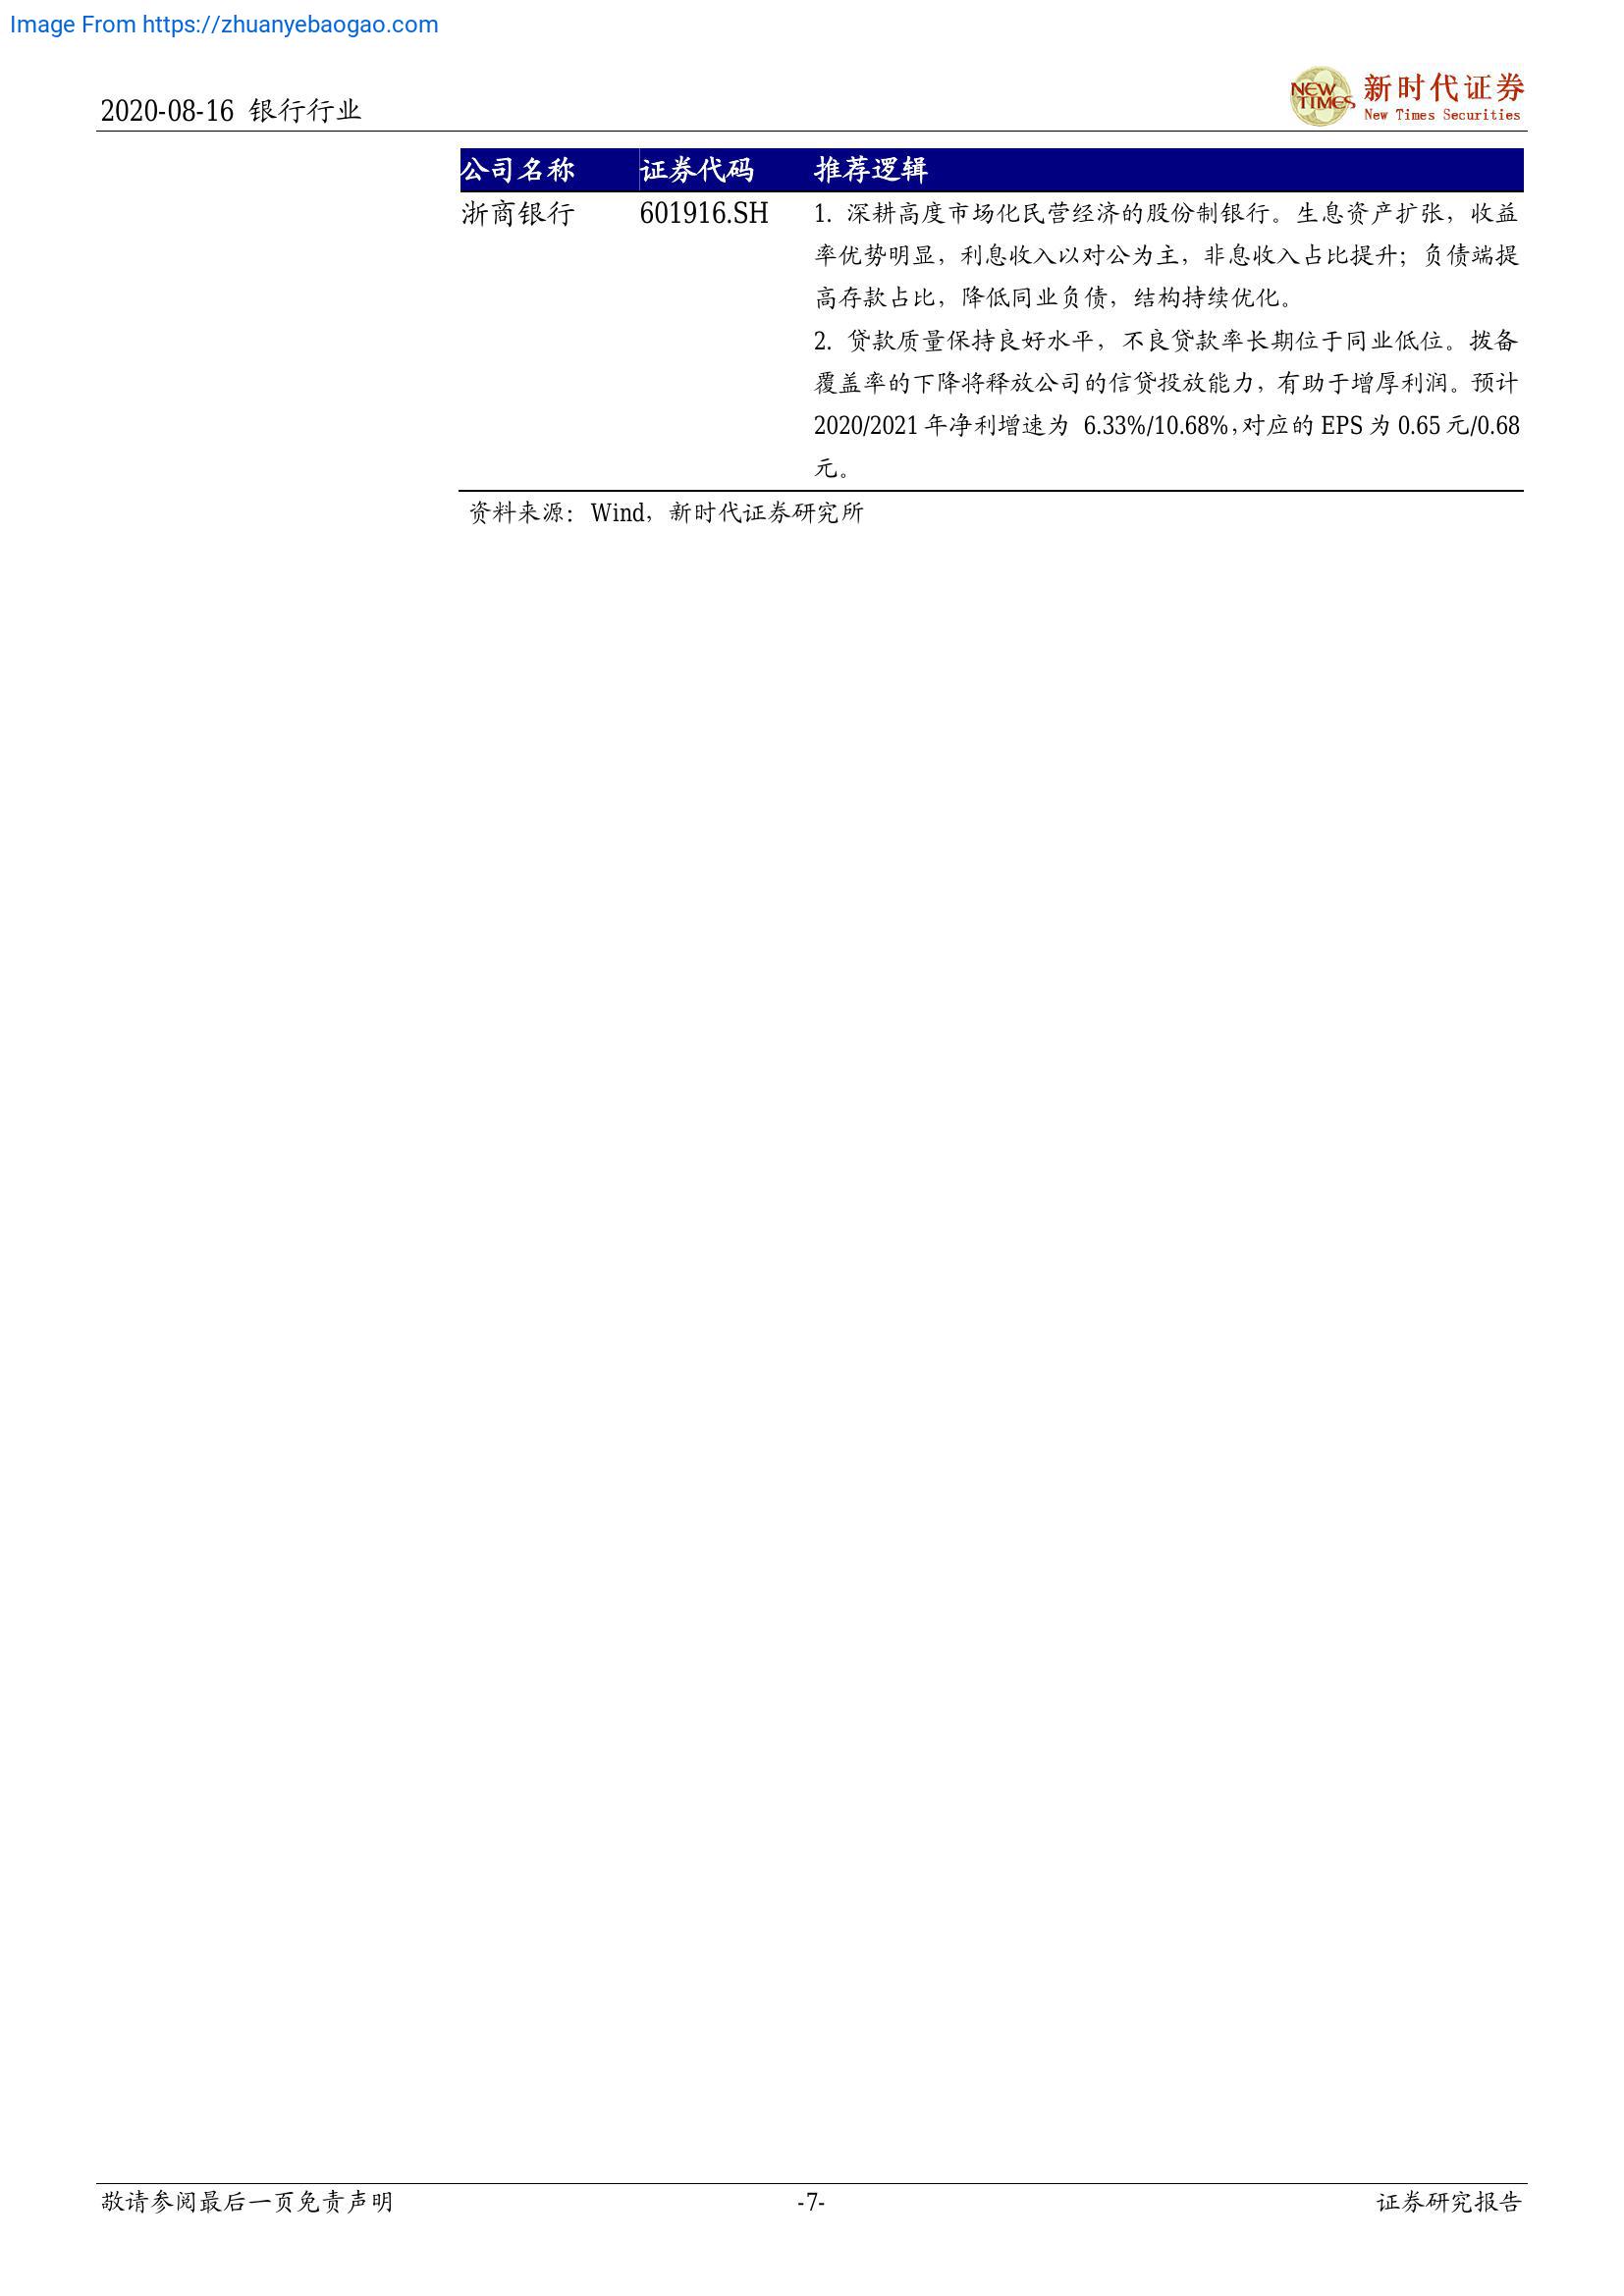 Image From https://zhuanyebaogao.com
2020-08-16 银行行业
NEW TIMES
新时代证券
New Times Securities
公司名称 证券代码 推荐逻辑
浙商银行 601916.SH 1. 深耕高度市场化民营经济的股份制银行。生息资产扩张，收益
率优势明显，利息收入以对公为主，非息收入占比提升；负债端提
高存款占比，降低同业负债，结构持续优化。
2. 贷款质量保持良好水平，不良贷款率长期位于同业低位。拨备
覆盖率的下降将释放公司的信贷投放能力，有助于增厚利润。预计
2020/2021 年净利增速为 6.33%/10.68%，对应的 EPS 为 0.65 元/0.68
元。
资料来源：Wind，新时代证券研究所
敬请参阅最后一页免责声明 -7- 证券研究报告